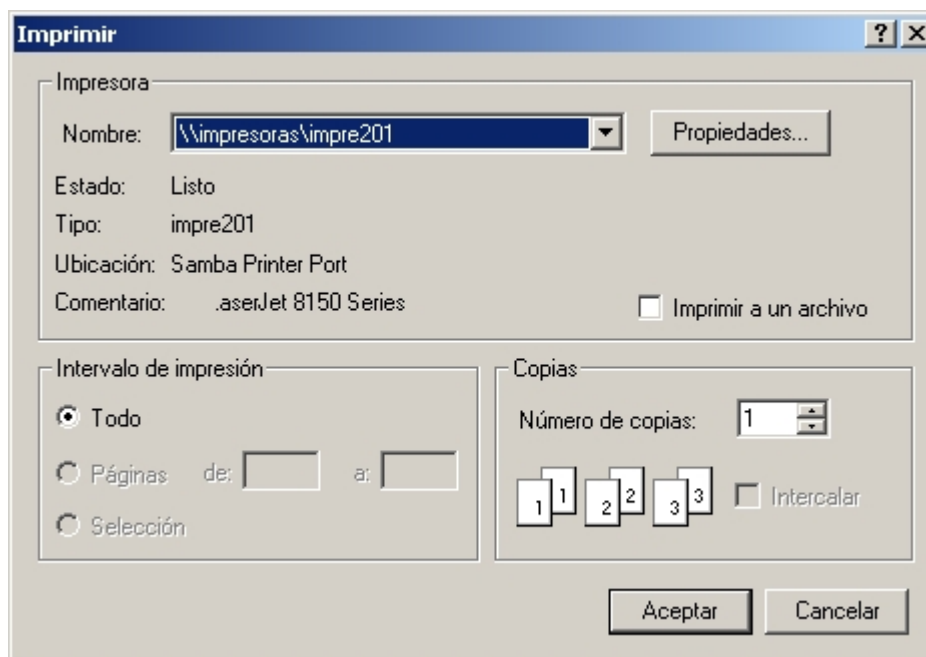 Imprimir
Impresora
Nombre: \\impresoras\impre201 Propiedades...
Estado: Listo
Tipo: impre201
Ubicación: Samba Printer Port
Comentario: .aserJet 8150 Series Imprimir a un archivo
Intervalo de impresión
Todo
Páginas de: a:
Selección
Copias
Número de copias: 1
1 1 2 2 3 3 Intercalar
Aceptar Cancelar